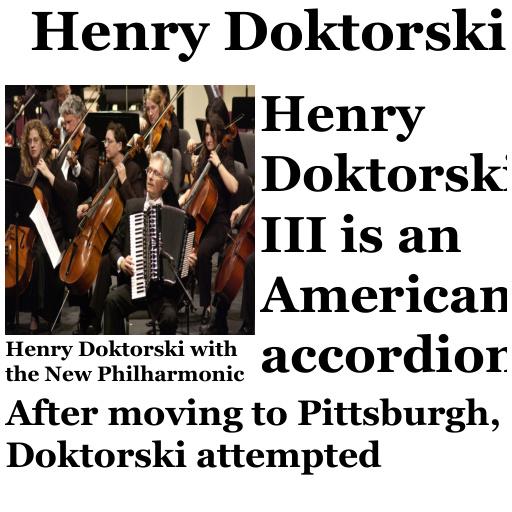 Henry Doktorski
Henry
Doktorski
III is an
American
accordion
Henry Doktorski with
the New Philharmonic
After moving to Pittsburgh,
Doktorski attempted